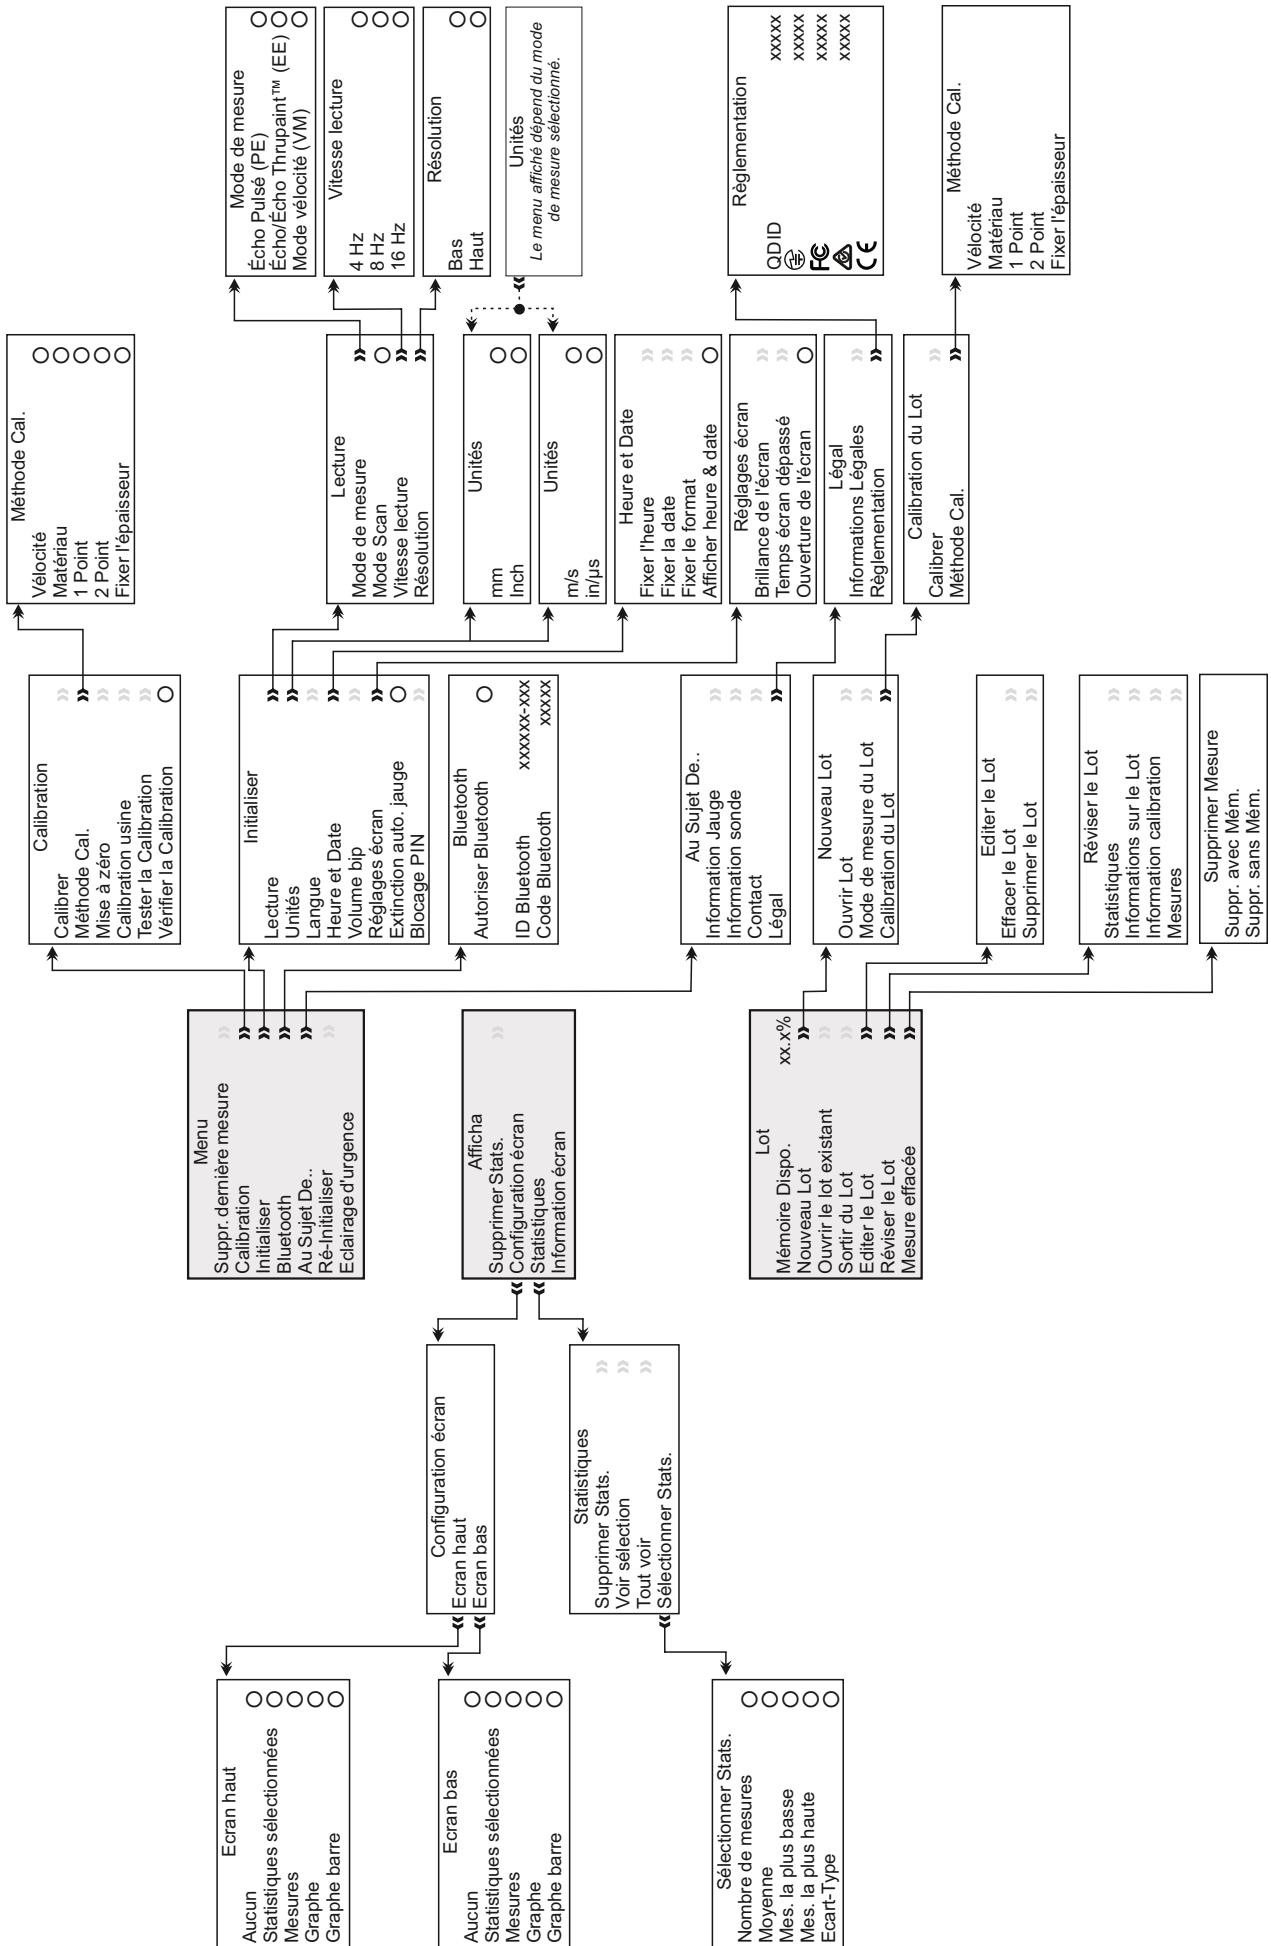 Ecran haut
Aucun
Statistiques sélectionnées
Mesures
Graphe
Graphe barre
Ecran bas
Aucun
Statistiques sélectionnées
Mesures
Graphe
Graphe barre
Sélectionner Stats.
Nombre de mesures
Moyenne
Mes. la plus basse
Mes. la plus haute
Ecart-Type
Configuration écran
Ecran haut
Ecran bas
Statistiques
Supprimer Stats.
Voir sélection
Tout voir
Sélectionner Stats.
Menu
Suppr. dernière mesure
Calibration
Initialiser
Bluetooth
Au Sujet De..
Ré-Initialiser
Eclairage d'urgence
Afficha
Supprimer Stats.
Configuration écran
Statistiques
Information écran
Lot
Mémoire Dispo. xx.x%
Nouveau Lot
Ouvrir le lot existant
Sortir du Lot
Editer le Lot
Réviser le Lot
Mesure effacée
Calibration
Calibrer
Méthode Cal.
Mise à zéro
Calibration usine
Tester la Calibration
Vérifier la Calibration
Initialiser
Lecture
Unités
Langue
Heure et Date
Volume bip
Réglages écran
Extinction auto. jauge
Blocage PIN
Bluetooth
Autoriser Bluetooth
ID Bluetooth xxxxxx-xxx
Code Bluetooth xxxxx
Au Sujet De..
Information Jauge
Information sonde
Contact
Légal
Nouveau Lot
Ouvrir Lot
Mode de mesure du Lot
Calibration du Lot
Editer le Lot
Effacer le Lot
Supprimer le Lot
Réviser le Lot
Statistiques
Informations sur le Lot
Information calibration
Mesures
Supprimer Mesure
Suppr. avec Mém.
Suppr. sans Mém.
Méthode Cal.
Vélocité
Matériau
1 Point
2 Point
Fixer l'épaisseur
Lecture
Mode de mesure
Mode Scan
Vitesse lecture
Résolution
Unités
mm
Inch
Unités
m/s
in/µs
Heure et Date
Fixer l'heure
Fixer la date
Fixer le format
Afficher heure & date
Réglages écran
Brillance de l'écran
Temps écran dépassé
Ouverture de l'écran
Légal
Informations Légales
Règlementation
Calibration du Lot
Calibrer
Méthode Cal.
Mode de mesure
Écho Pulsé (PE)
Écho/Écho Thrupaint™ (EE)
Mode vélocité (VM)
Vitesse lecture
4 Hz
8 Hz
16 Hz
Résolution
Bas
Haut
Unités
Le menu affiché dépend du mode
de mesure sélectionné.
Règlementation
QDID xxxxx
xxxxx
FC xxxxx
xxxxx
CE
Méthode Cal.
Vélocité
Matériau
1 Point
2 Point
Fixer l'épaisseur